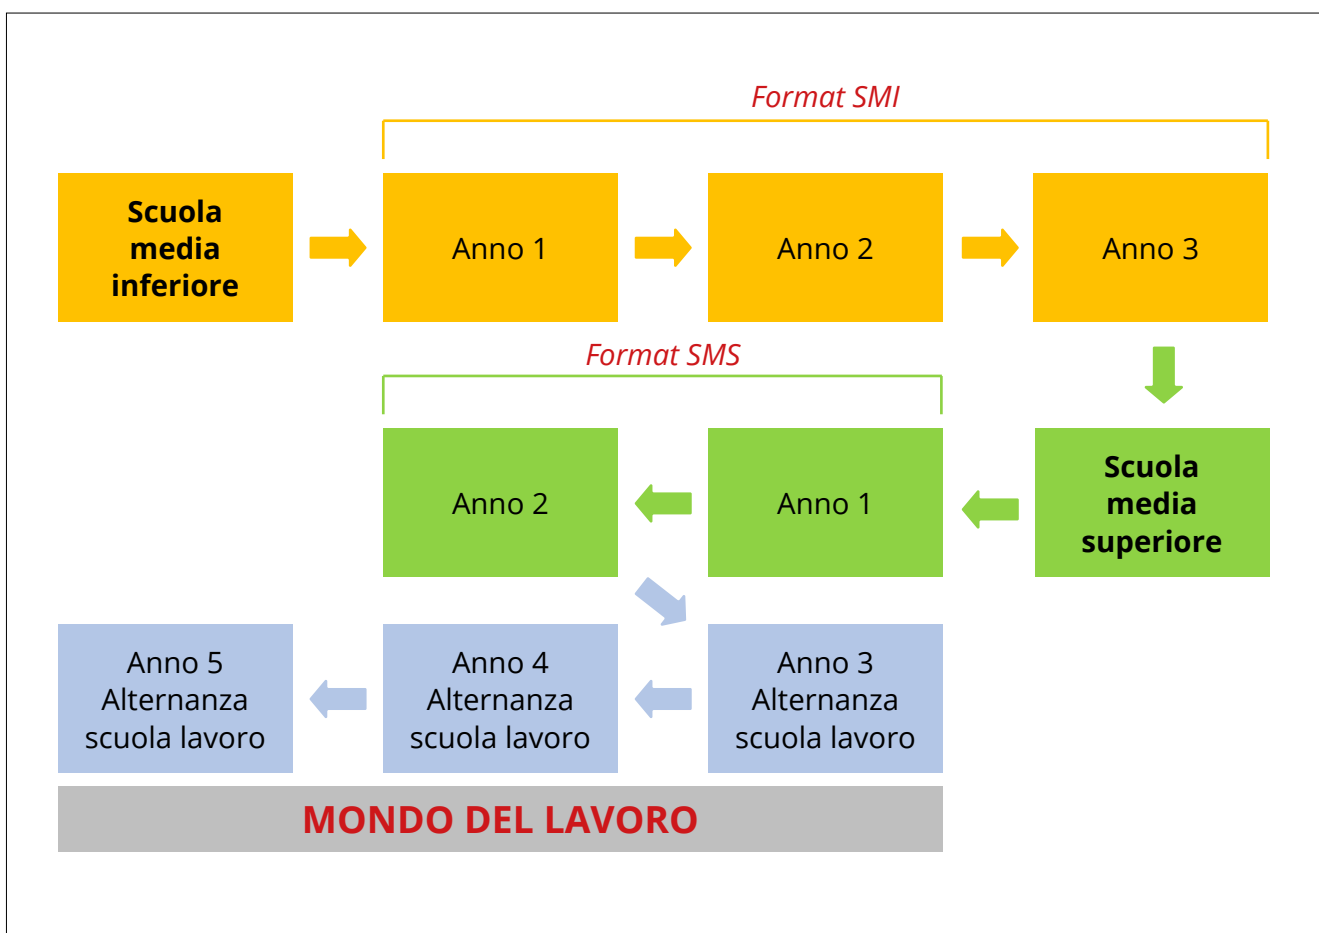 Format SMI
Scuola
media
inferiore
Anno 1
Anno 2
Anno 3
Format SMS
Anno 2
Anno 1
Scuola
media
superiore
Anno 5
Alternanza
scuola lavoro
Anno 4
Alternanza
scuola lavoro
Anno 3
Alternanza
scuola lavoro
MONDO DEL LAVORO